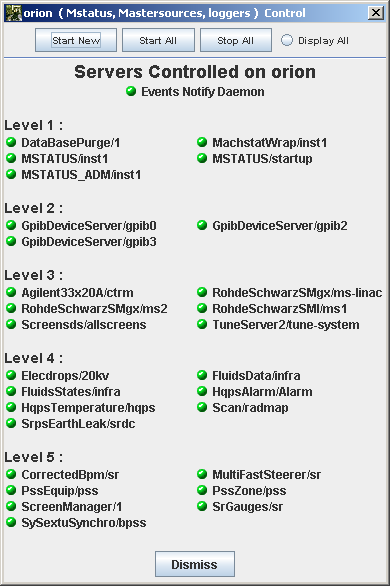 orion ( Mstatus, Mastersources, loggers ) Control
Start New Start All Stop All Display All
Servers Controlled on orion
Events Notify Daemon
Level 1 :
DataBasePurge/1 MachstatWrap/inst1
MSTATUS/inst1 MSTATUS/startup
MSTATUS_ADM/inst1
Level 2 :
GpibDeviceServer/gpib0 GpibDeviceServer/gpib2
GpibDeviceServer/gpib3
Level 3 :
Agilent33x20A/ctrm RohdeSchwarzSMgx/ms-linac
RohdeSchwarzSMgx/ms2 RohdeSchwarzSMI/ms1
Screensds/allscreens TuneServer2/tune-system
Level 4 :
Elecdrops/20kv FluidsData/infra
FluidsStates/infra HqpsAlarm/Alarm
HqpsTemperature/hqps Scan/radmap
SrpsEarthLeak/srdc
Level 5 :
CorrectedBpm/sr MultiFastSteerer/sr
PssEquip/pss PssZone/pss
ScreenManager/1 SrGauges/sr
SySextuSynchro/bpss
Dismiss